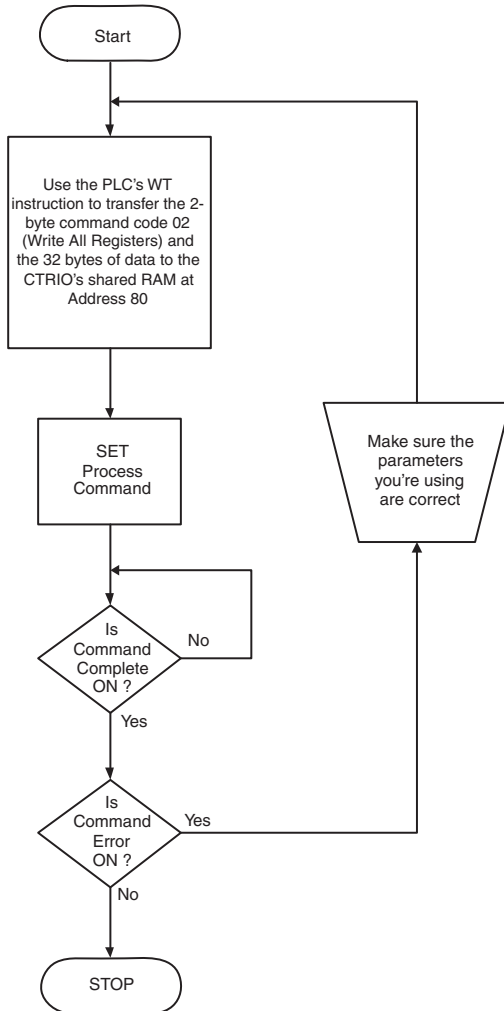 Start
Use the PLC's WT
instruction to transfer the 2-
byte command code 02
(Write All Registers) and
the 32 bytes of data to the
CTRIO's shared RAM at
Address 80
SET
Process
Command
Make sure the
parameters
you're using
are correct
Is
Command
Complete
ON ?
No
Yes
Is
Command
Error
ON ?
Yes
No
STOP